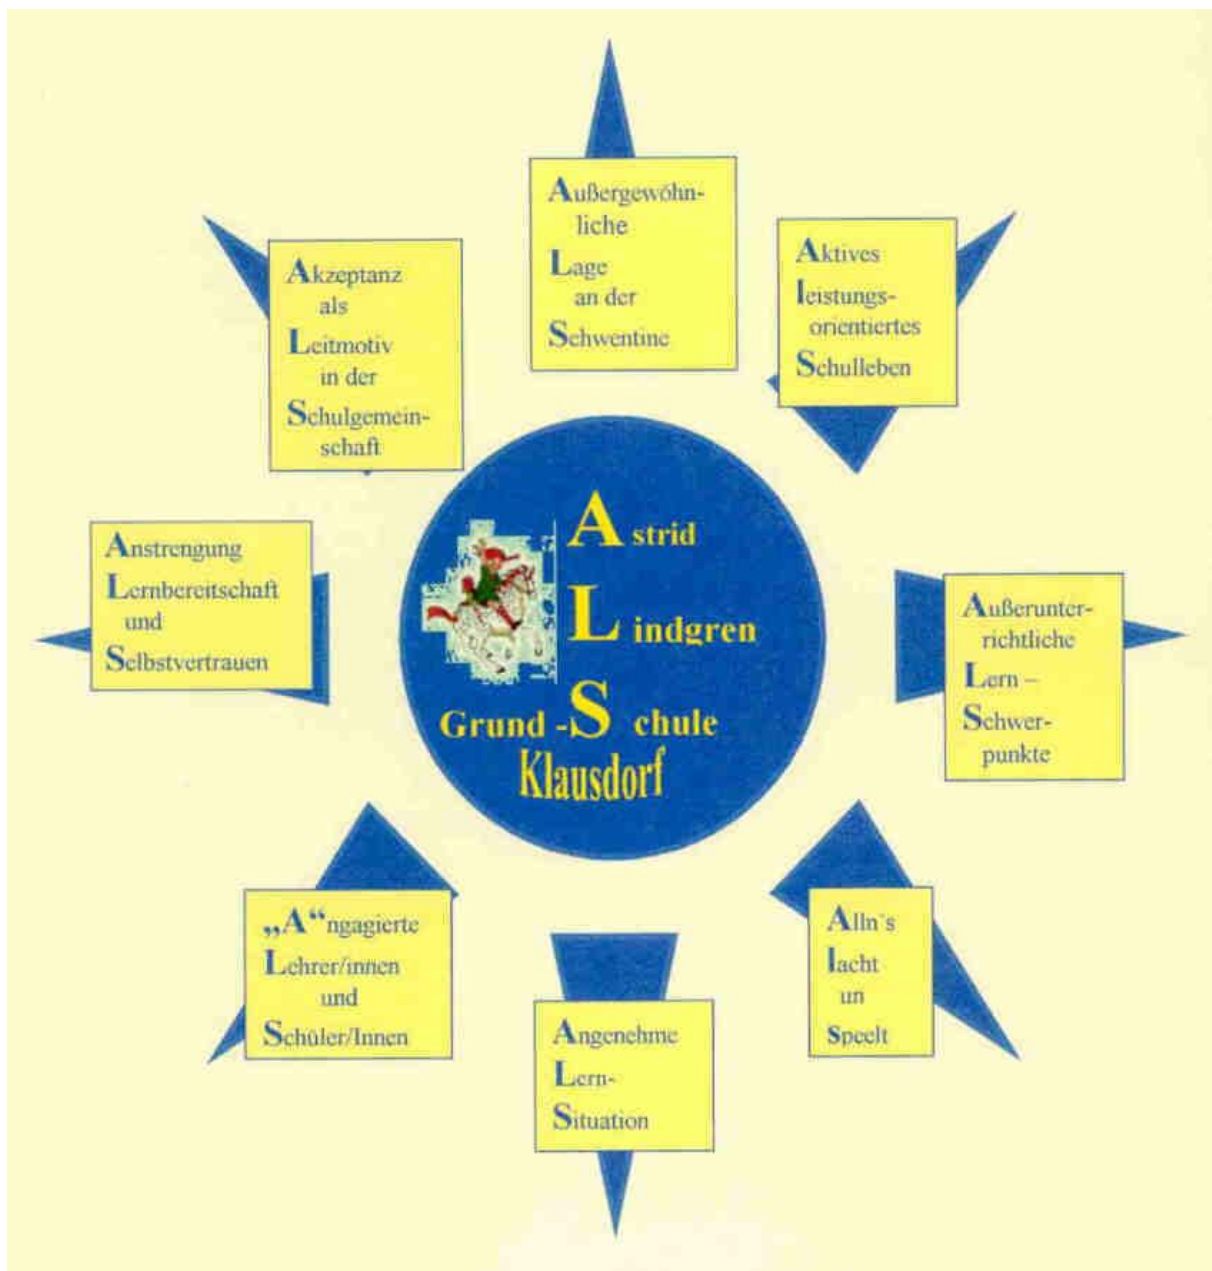 Außergewöhn-
liche
Lage
an der
Schwentine
Aktives
leistungs-
orientiertes
Schulleben
Akzeptanz
als
Leitmotiv
in der
Schulgemein-
schaft
Astrid
Lindgren
Grund-Schule
Klausdorf
Anstrengung
Lernbereitschaft
und
Selbstvertrauen
Außerunter-
richtliche
Lern –
Schwer-
punkte
„A“ngagierte
Lehrer/innen
und
Schüler/Innen
Angenehme
Lern-
Situation
Alln`s
lacht
un
speelt